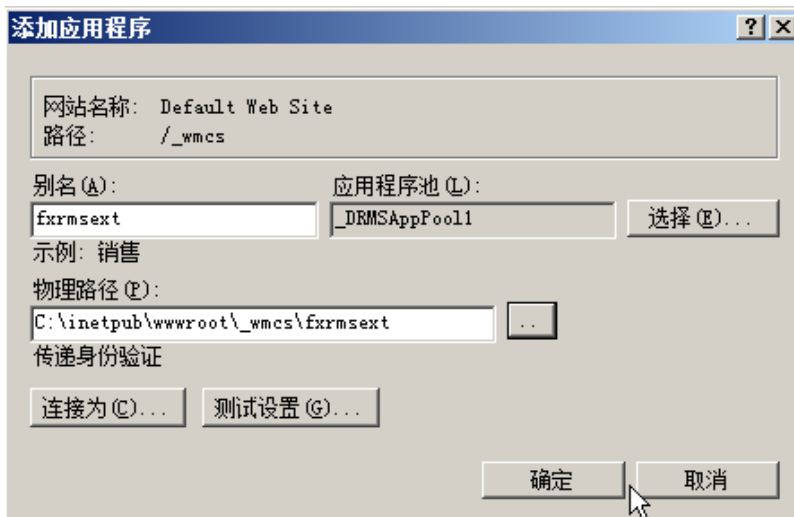 添加应用程序
网站名称: Default Web Site
路径: /_wmcs
别名(A): 应用程序池(L):
fxrmsext _DRMSAppPool1 选择(E)...
示例: 销售
物理路径(P):
C:\inetpub\wwwroot\_wmcs\fxrmsext ..
传递身份验证
连接为(C)... 测试设置(G)...
确定 取消